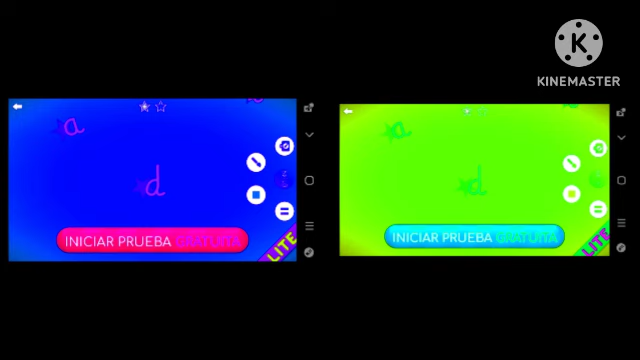 K
KINEMASTER
a
d
INICIAR PRUEBA GRATUITA
LITE
a
d
INICIAR PRUEBA GRATUITA
LITE